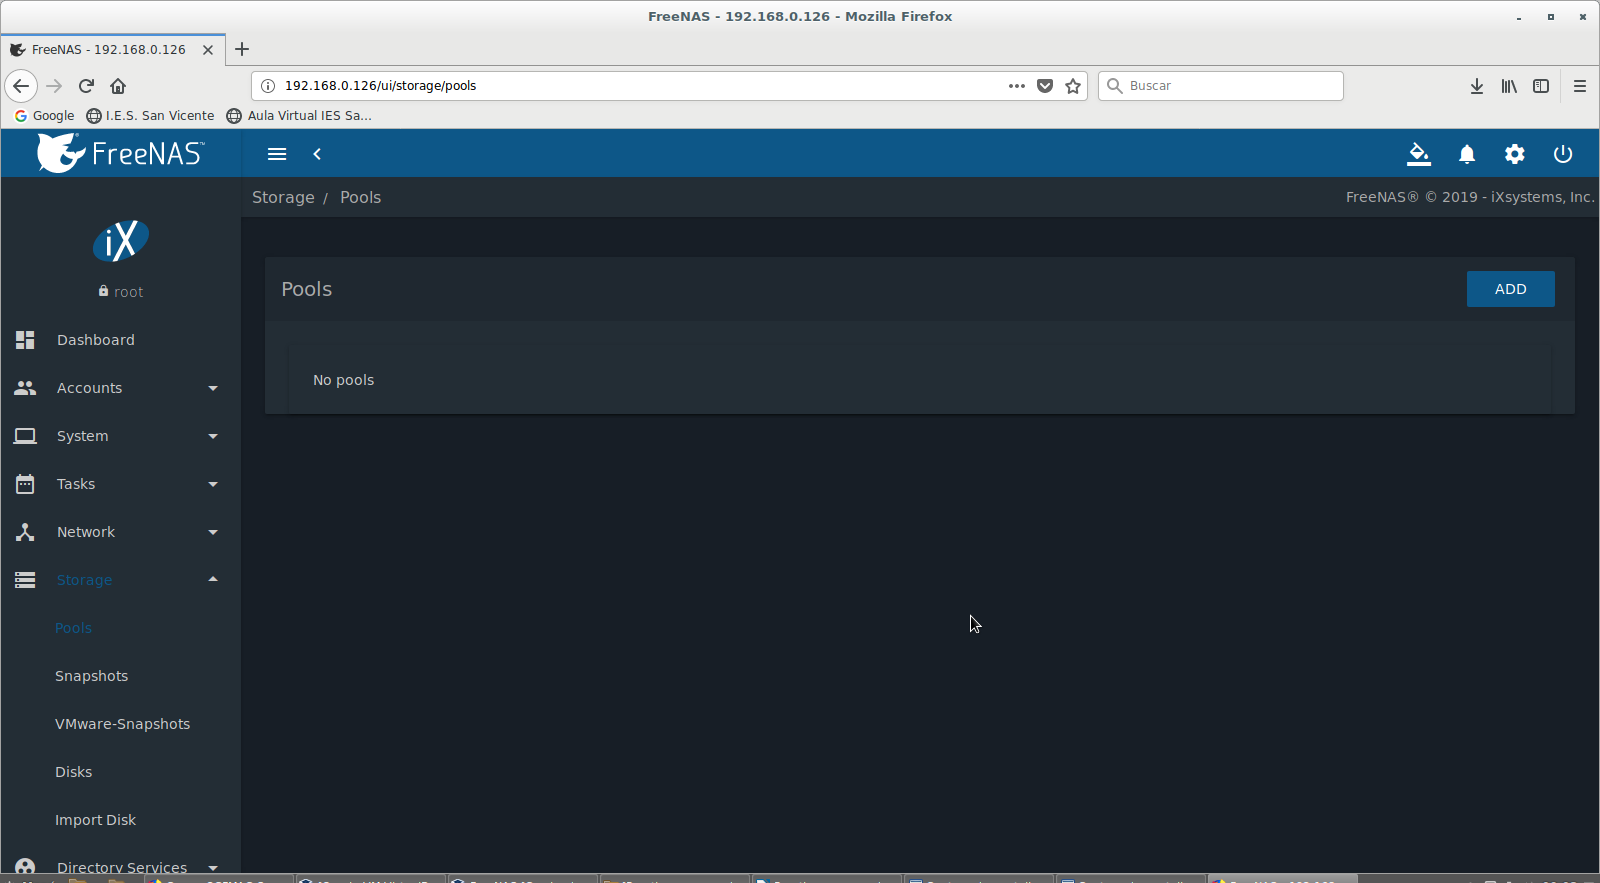 FreeNAS - 192.168.0.126 - Mozilla Firefox
FreeNAS - 192.168.0.126
192.168.0.126/ui/storage/pools
Buscar
Google
I.E.S. San Vicente
Aula Virtual IES Sa...
FreeNAS™
Storage / Pools
FreeNAS® © 2019 - iXsystems, Inc.
iX
root
Pools
ADD
No pools
Dashboard
Accounts
System
Tasks
Network
Storage
Pools
Snapshots
VMware-Snapshots
Disks
Import Disk
Directory Services